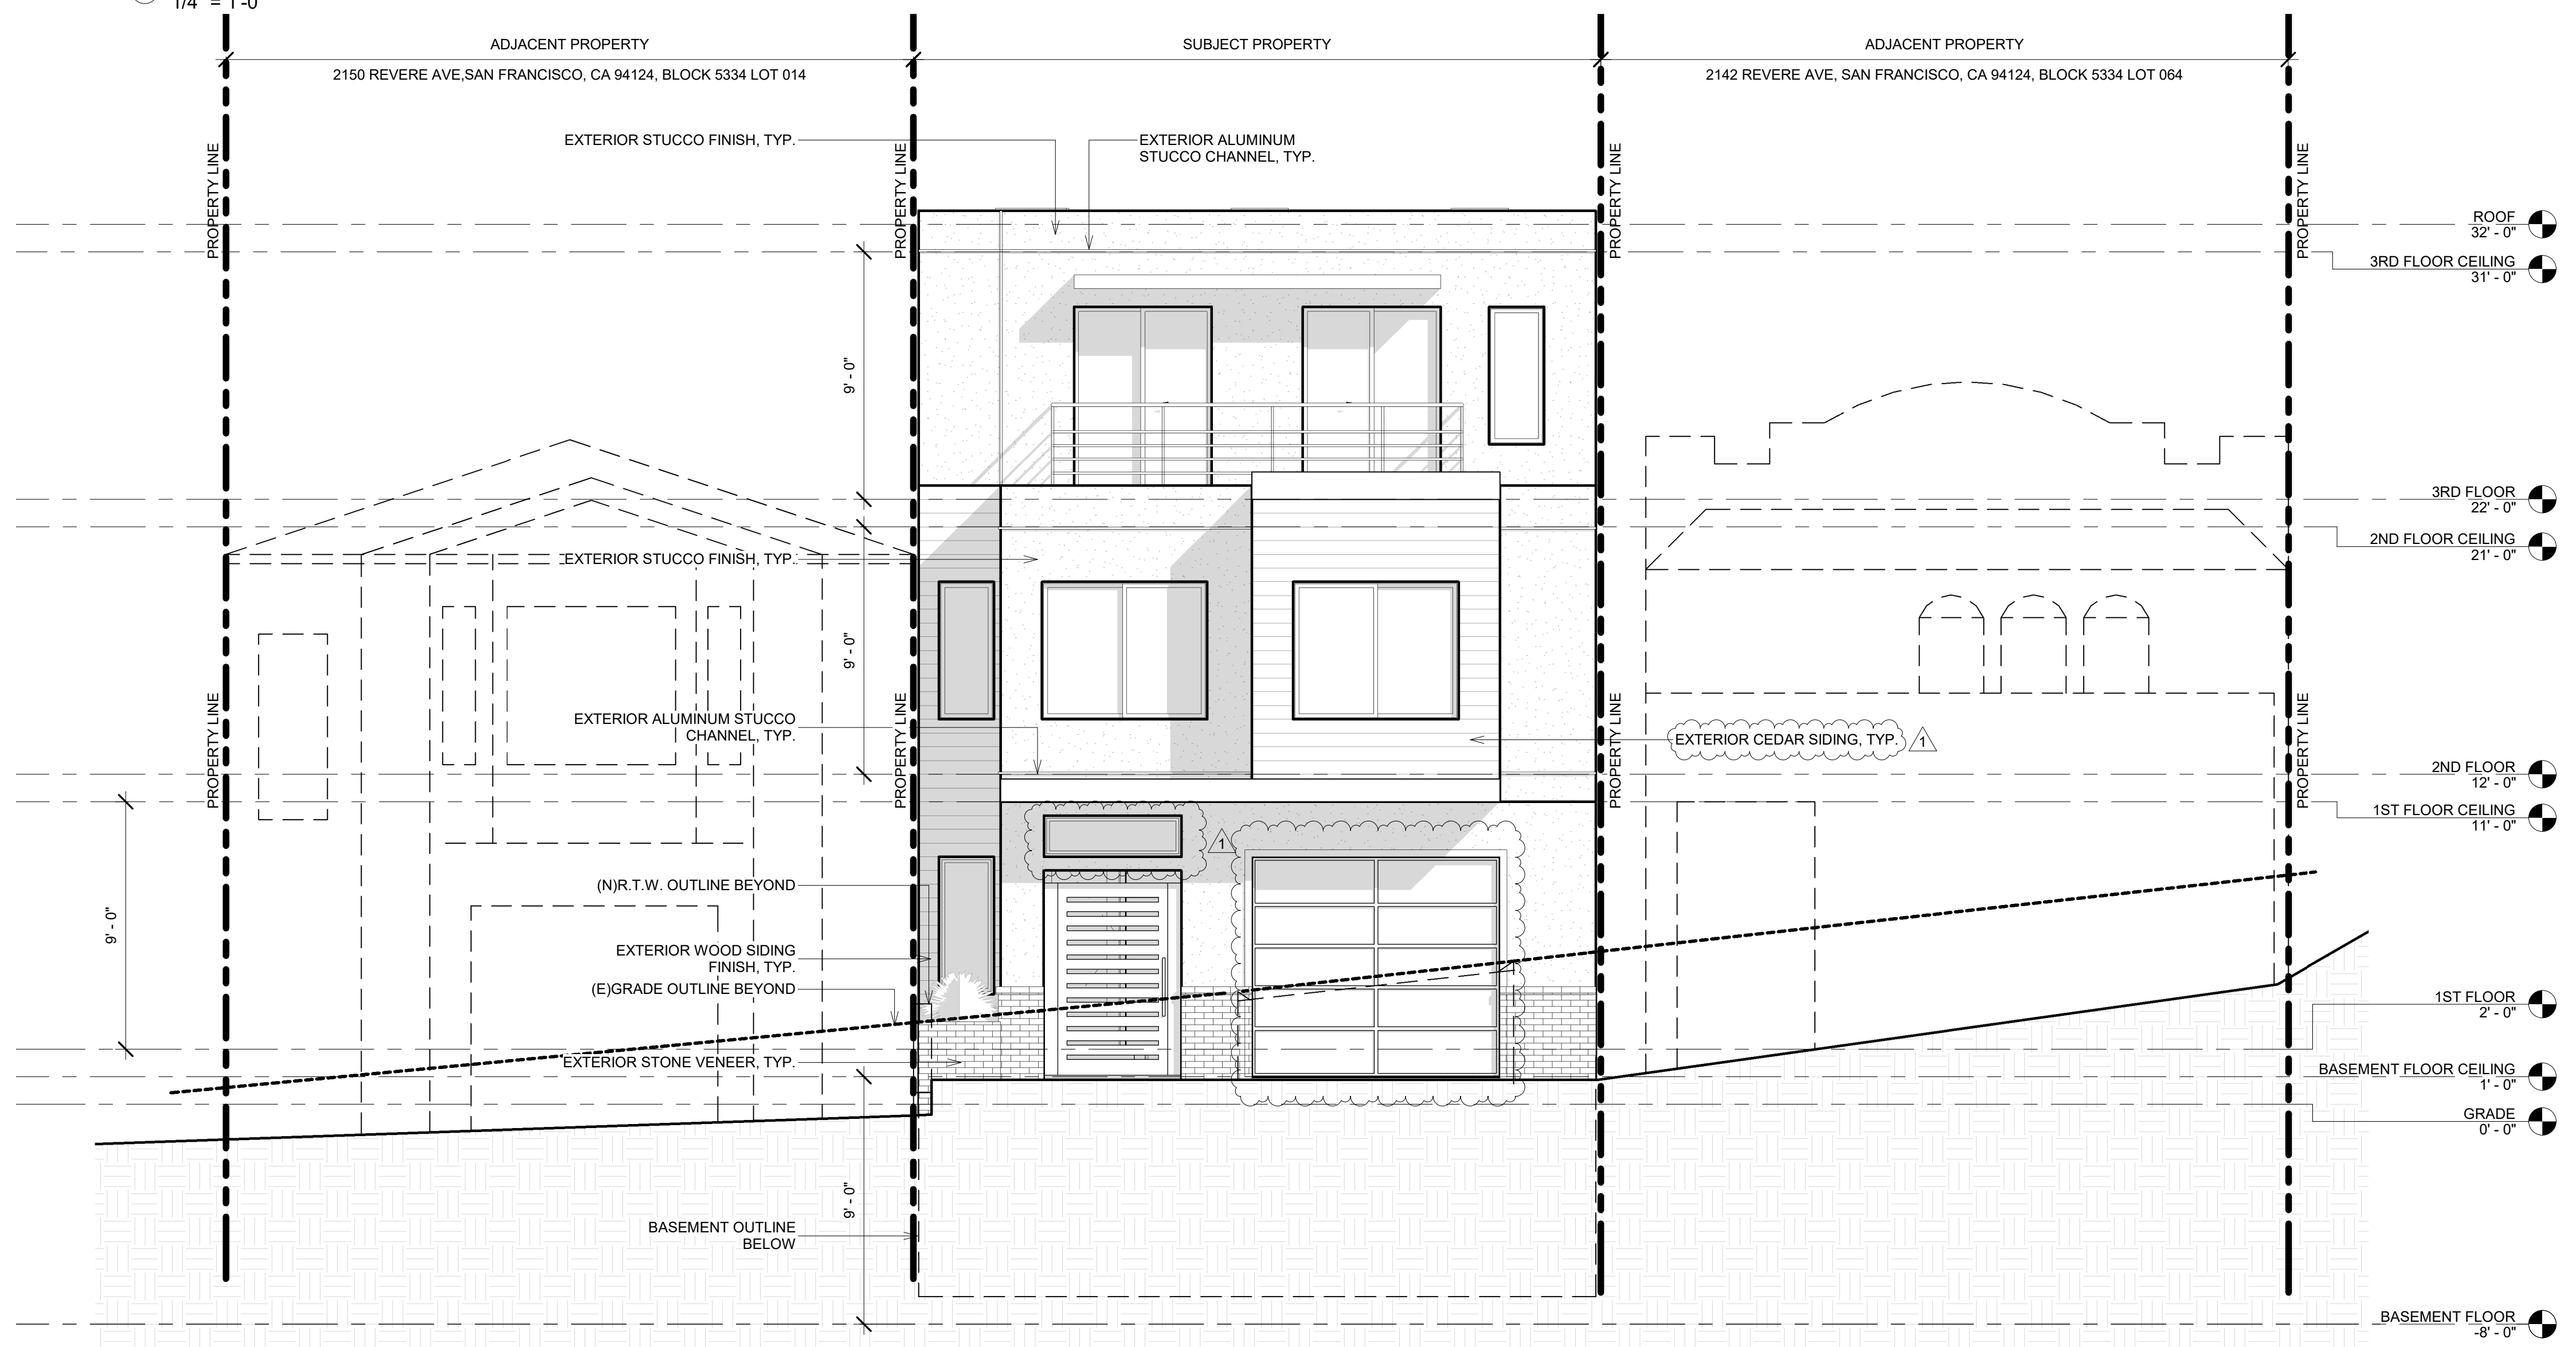 1/4" = 1'-0"
ADJACENT PROPERTY
SUBJECT PROPERTY
ADJACENT PROPERTY
2150 REVERE AVE,SAN FRANCISCO, CA 94124, BLOCK 5334 LOT 014
2142 REVERE AVE, SAN FRANCISCO, CA 94124, BLOCK 5334 LOT 064
EXTERIOR STUCCO FINISH, TYP.
EXTERIOR ALUMINUM
STUCCO CHANNEL, TYP.
PROPERTY LINE
PROPERTY LINE
PROPERTY LINE
PROPERTY LINE
ROOF
32' - 0"
3RD FLOOR CEILING
31' - 0"
9' - 0"
3RD FLOOR
22' - 0"
2ND FLOOR CEILING
21' - 0"
EXTERIOR STUCCO FINISH, TYP.
9' - 0"
EXTERIOR ALUMINUM STUCCO
CHANNEL, TYP.
EXTERIOR CEDAR SIDING, TYP.
1
PROPERTY LINE
PROPERTY LINE
PROPERTY LINE
PROPERTY LINE
2ND FLOOR
12' - 0"
1ST FLOOR CEILING
11' - 0"
1
(N)R.T.W. OUTLINE BEYOND
9' - 0"
EXTERIOR WOOD SIDING
FINISH, TYP.
(E)GRADE OUTLINE BEYOND
1ST FLOOR
2' - 0"
EXTERIOR STONE VENEER, TYP.
BASEMENT FLOOR CEILING
1' - 0"
GRADE
0' - 0"
9' - 0"
BASEMENT OUTLINE
BELOW
BASEMENT FLOOR
-8' - 0"